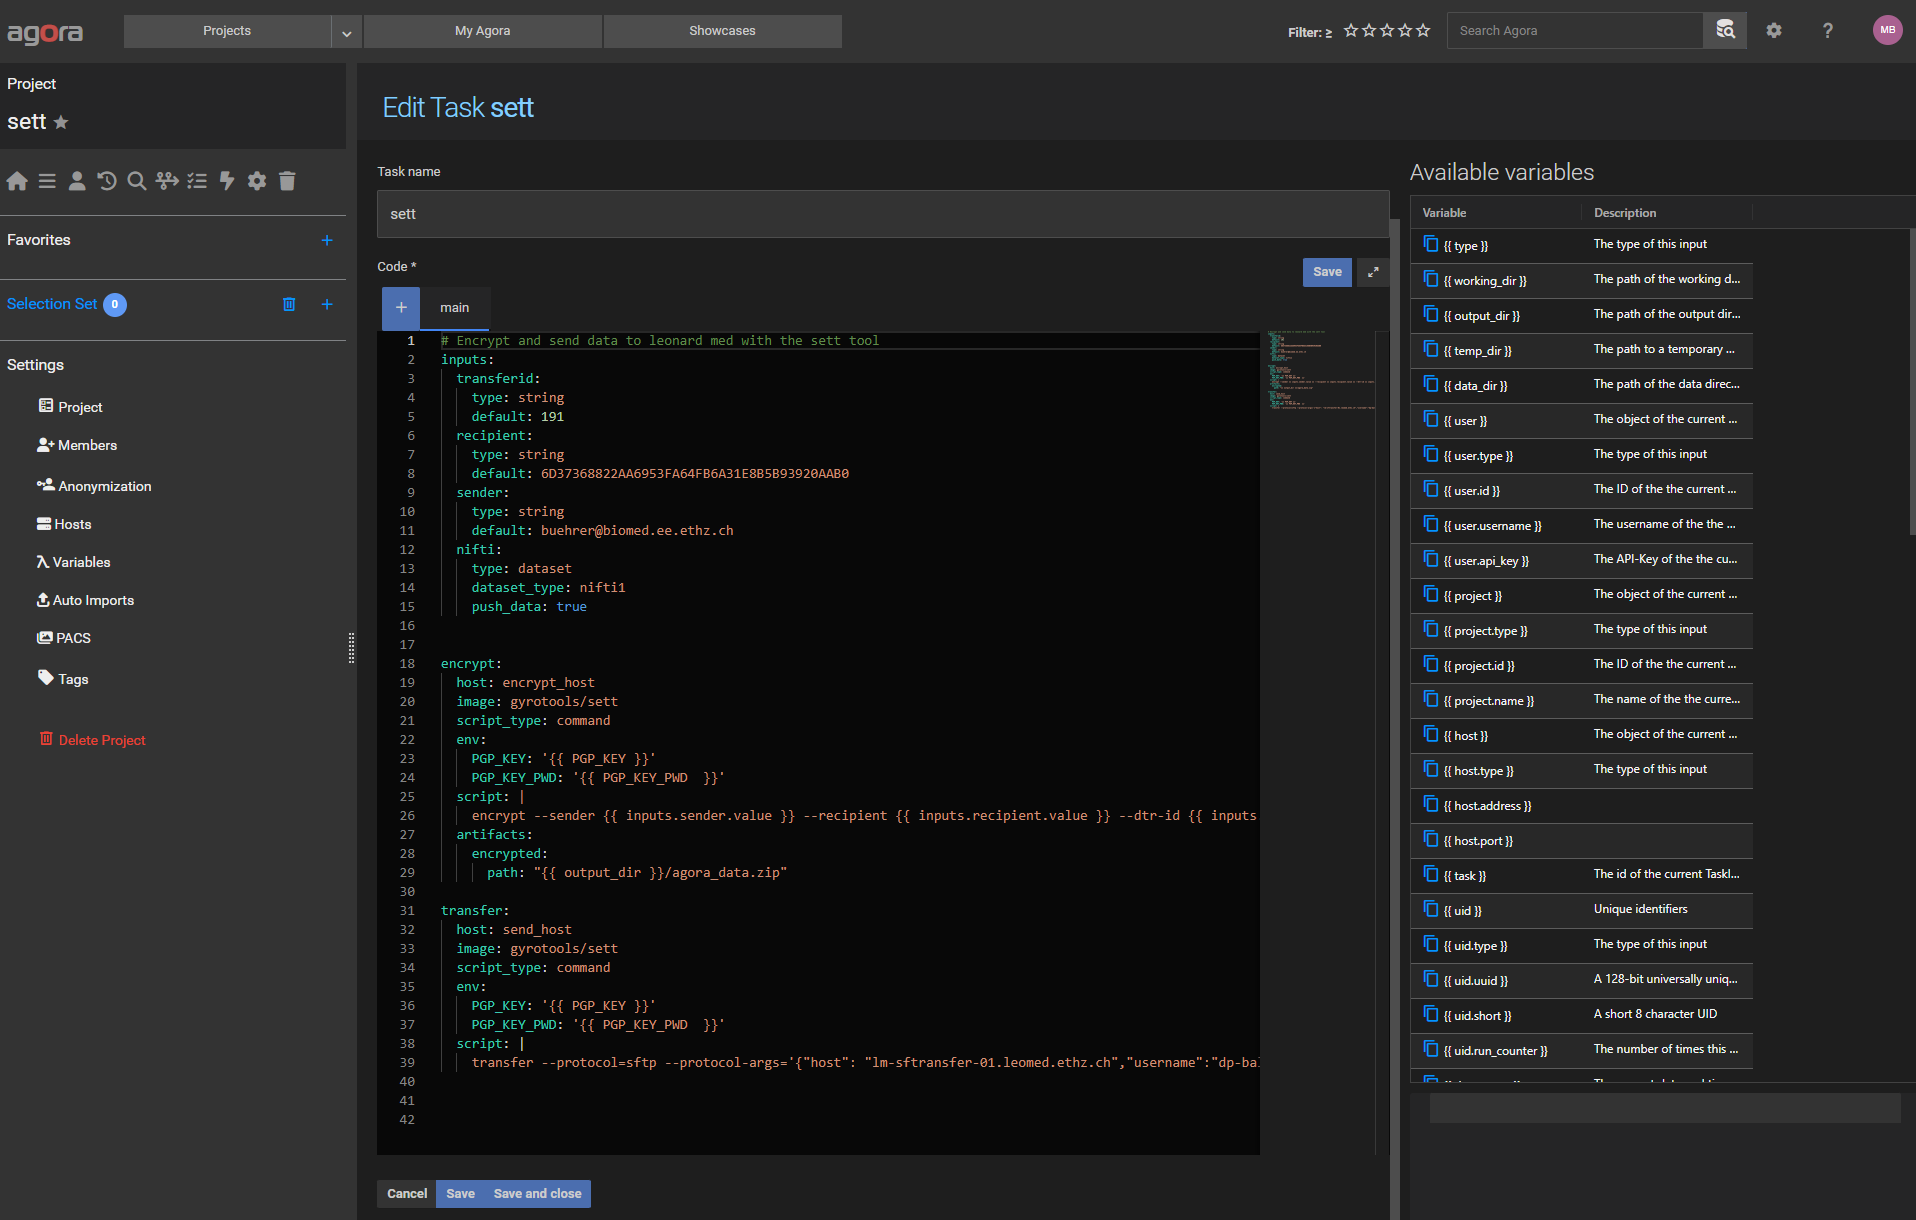 agora
Projects
My Agora
Showcases
Filter: ≥
Search Agora
?
MB
Project
sett
Favorites
+
Selection Set 0
+
Settings
Project
Members
Anonymization
Hosts
Variables
Auto Imports
PACS
Tags
Delete Project
Edit Task sett
Task name
sett
Code *
Save
+
main
1 # Encrypt and send data to leonard med with the sett tool
2 inputs:
3 transferid:
4 type: string
5 default: 191
6 recipient:
7 type: string
8 default: 6D37368822AA6953FA64FB6A31E8B5B93920AAB0
9 sender:
10 type: string
11 default: buehrer@biomed.ee.ethz.ch
12 nifti:
13 type: dataset
14 dataset_type: nifti1
15 push_data: true
16
17
18 encrypt:
19 host: encrypt_host
20 image: gyrotools/sett
21 script_type: command
22 env:
23 PGP_KEY: '{{ PGP_KEY }}'
24 PGP_KEY_PWD: '{{ PGP_KEY_PWD  }}'
25 script: |
26 encrypt --sender {{ inputs.sender.value }} --recipient {{ inputs.recipient.value }} --dtr-id {{ inputs
27 artifacts:
28 encrypted:
29 path: "{{ output_dir }}/agora_data.zip"
30
31 transfer:
32 host: send_host
33 image: gyrotools/sett
34 script_type: command
35 env:
36 PGP_KEY: '{{ PGP_KEY }}'
37 PGP_KEY_PWD: '{{ PGP_KEY_PWD  }}'
38 script: |
39 transfer --protocol=sftp --protocol-args='{"host": "lm-sftransfer-01.leomed.ethz.ch","username":"dp-bal
40
41
42
Cancel
Save
Save and close
Available variables
Variable Description
{{ type }} The type of this input
{{ working_dir }} The path of the working d...
{{ output_dir }} The path of the output dir...
{{ temp_dir }} The path to a temporary ...
{{ data_dir }} The path of the data direc...
{{ user }} The object of the current ...
{{ user.type }} The type of this input
{{ user.id }} The ID of the the current ...
{{ user.username }} The username of the the ...
{{ user.api_key }} The API-Key of the the cu...
{{ project }} The object of the current ...
{{ project.type }} The type of this input
{{ project.id }} The ID of the the current ...
{{ project.name }} The name of the the curre...
{{ host }} The object of the current ...
{{ host.type }} The type of this input
{{ host.address }}
{{ host.port }}
{{ task }} The id of the current TaskI...
{{ uid }} Unique identifiers
{{ uid.type }} The type of this input
{{ uid.uuid }} A 128-bit universally uniq...
{{ uid.short }} A short 8 character UID
{{ uid.run_counter }} The number of times this ...